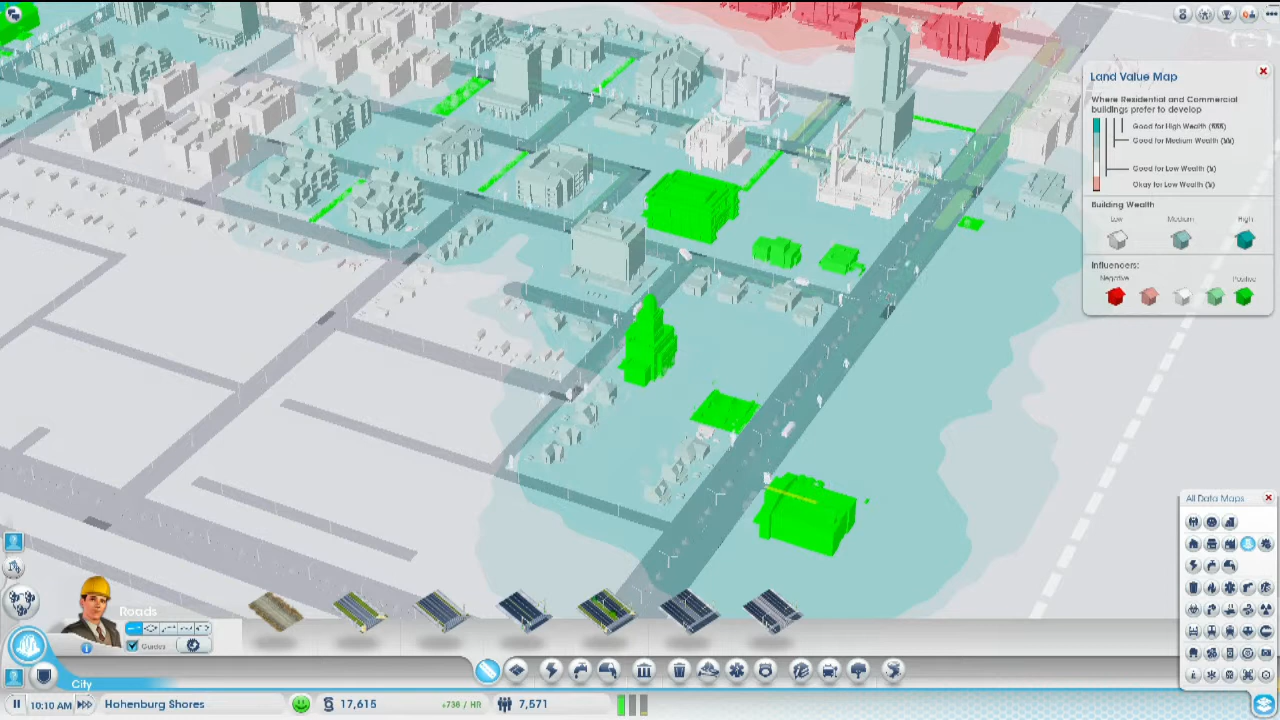 Land Value Map
Where Residential and Commercial
buildings prefer to develop
Good for High Wealth (§§§)
Good for Medium Wealth (§§)
Good for Low Wealth (§)
Okay for Low Wealth (§)
Building Wealth
Low Medium High
Influencers:
Negative Positive
All Data Maps
Roads
Guides
City
10:10 AM Hohenburg Shores 17,615 +738 / HR 7,571